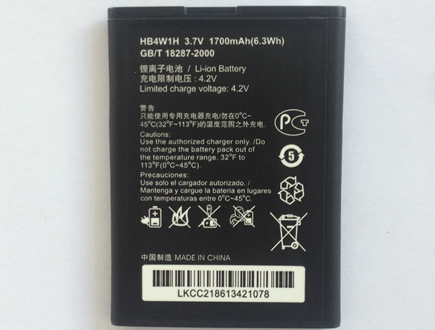 HB4W1H 3.7V 1700mAh(6.3Wh)
GB/T 18287-2000
锂离子电池 / Li-ion Battery
充电限制电压：4.2V
Limited charge voltage: 4.2V
警告
只能使用专用充电器充电/勿在0°C~
45°C(32°F~113°F)的温度范围之外充电.
Cautions:
Use the authorized charger only. /Do
not charge the battery pack out of
the temperature range. 32°F to
113°F(0°C~45°C).
Precauciones:
Use solo el cargador autorizado. /
Mantenga y cargue la batería en lugares
con temperaturas entre 0°C~45°C.
5
中国制造 MADE IN CHINA
LKCC218613421078